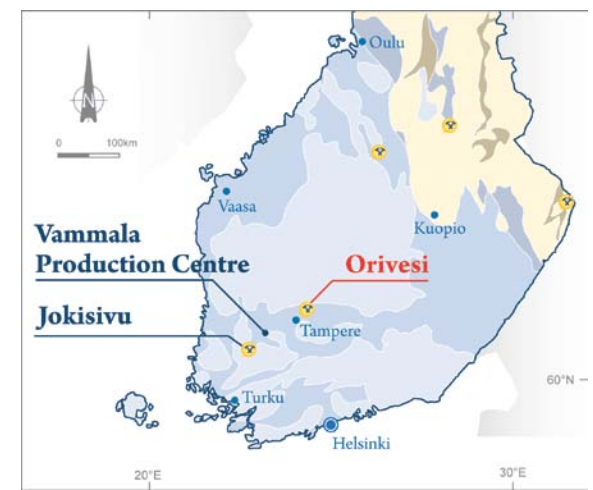 Oulu
N
0 100km
Vaasa
Kuopio
Vammala
Production Centre
Orivesi
Jokisivu
Tampere
60°N
Turku
Helsinki
20°E
30°E